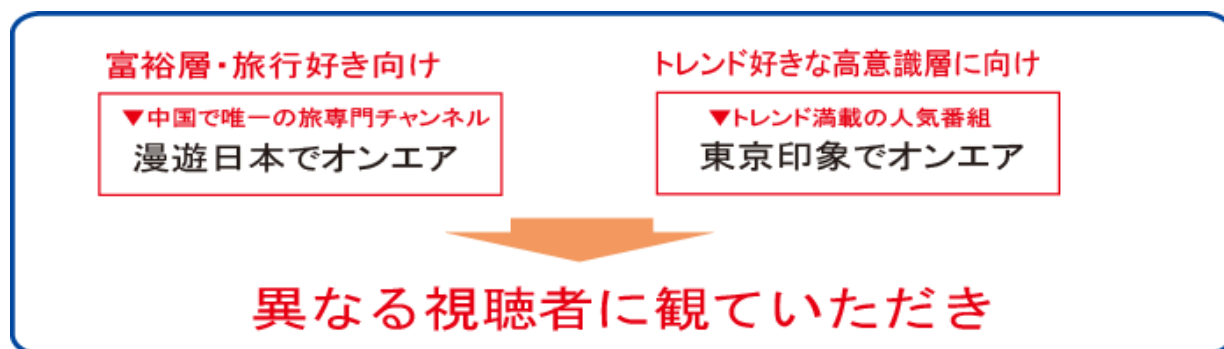 富裕層・旅行好き向け
▼中国で唯一の旅専門チャンネル
漫遊日本でオンエア
トレンド好きな高意識層に向け
▼トレンド満載の人気番組
東京印象でオンエア
異なる視聴者に観ていただき